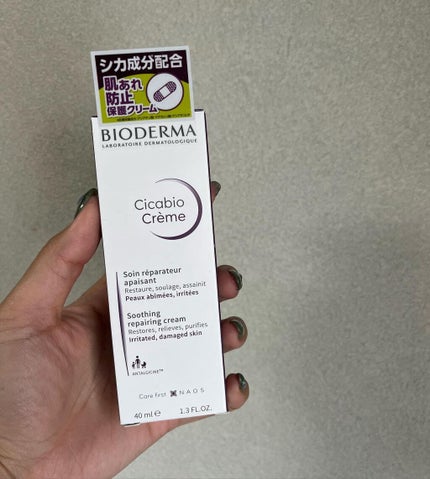 シカ成分配合
肌あれ
防止
保護クリーム
BIODERMA
LABORATOIRE DERMATOLOGIQUE
Cicabio
Crème
Soin réparateur
apaisant
Restaure, soulage, assainit
Peaux abîmées, irritées
Soothing
repairing cream
Restores, relieves, purifies
Irritated, damaged skin
ANTALGICINE™
Care first NAOS
40 ml ℮ 1.3 FL.OZ.